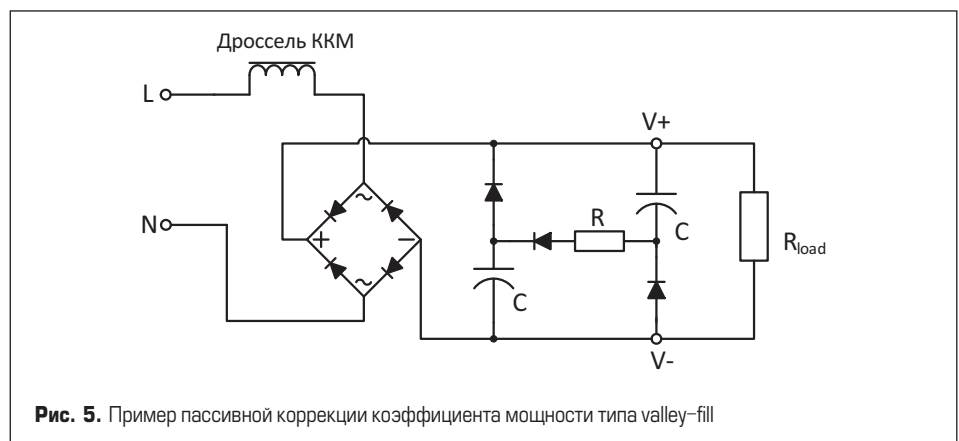 Дроссель ККМ
L
V+
~
R
N
+
−
C
R_load
~
C
V-
Рис. 5. Пример пассивной коррекции коэффициента мощности типа valley-fill